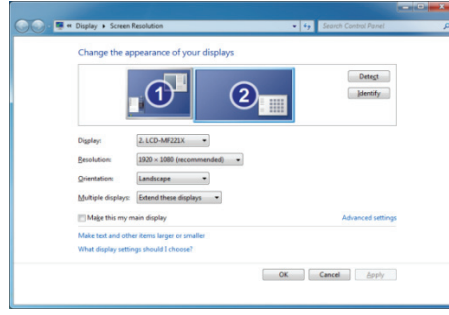 « Display ▸ Screen Resolution
Search Control Panel
Change the appearance of your displays
1
2
Detect
Identify
Display: 2. LCD-MF221X
Resolution: 1920 × 1080 (recommended)
Orientation: Landscape
Multiple displays: Extend these displays
Make this my main display
Advanced settings
Make text and other items larger or smaller
What display settings should I choose?
OK Cancel Apply